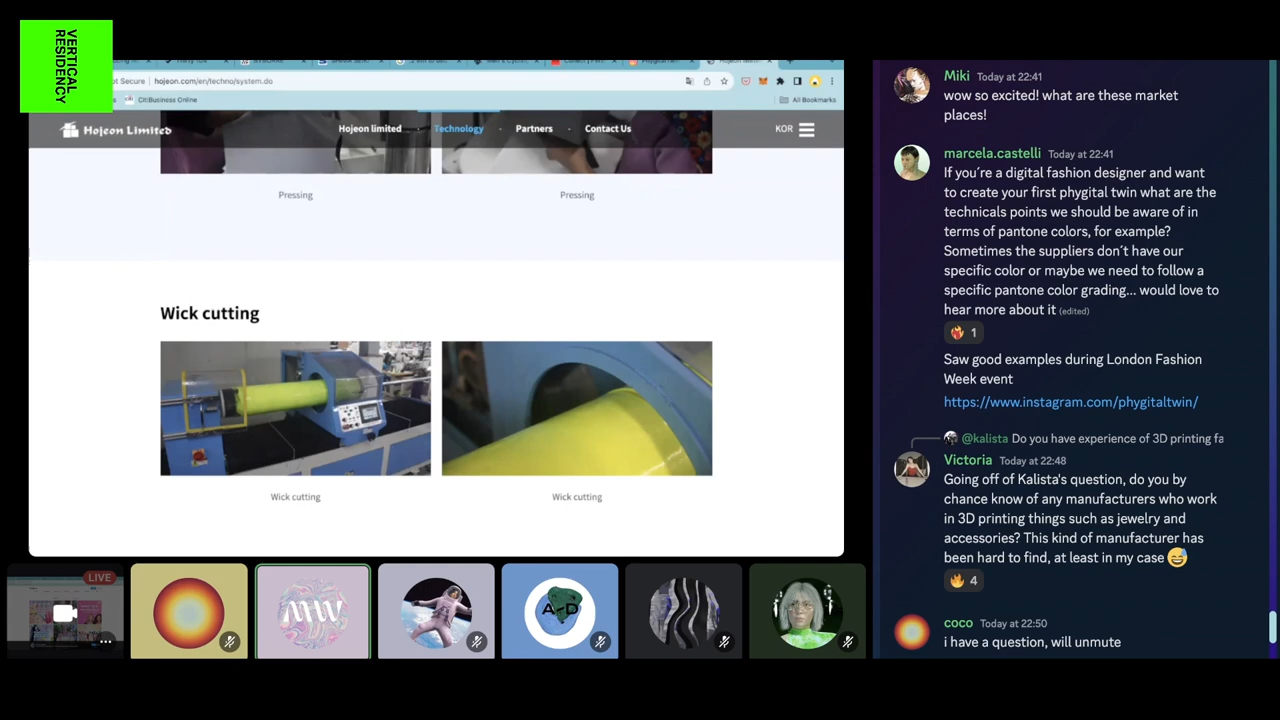 VERTICAL
RESIDENCY
ot Secure
hojeon.com/en/techno/system.do
CitiBusiness Online
All Bookmarks
Hojeon Limited
Hojeon limited · Technology · Partners · Contact Us
KOR
Pressing
Pressing
Wick cutting
Wick cutting
Wick cutting
LIVE
MW
A-D
Miki Today at 22:41
wow so excited! what are these market
places!
marcela.castelli Today at 22:41
If you´re a digital fashion designer and want
to create your first phygital twin what are the
technicals points we should be aware of in
terms of pantone colors, for example?
Sometimes the suppliers don´t have our
specific color or maybe we need to follow a
specific pantone color grading... would love to
hear more about it (edited)
1
Saw good examples during London Fashion
Week event
https://www.instagram.com/phygitaltwin/
@kalista Do you have experience of 3D printing fa
Victoria Today at 22:48
Going off of Kalista's question, do you by
chance know of any manufacturers who work
in 3D printing things such as jewelry and
accessories? This kind of manufacturer has
been hard to find, at least in my case 😅
4
coco Today at 22:50
i have a question, will unmute